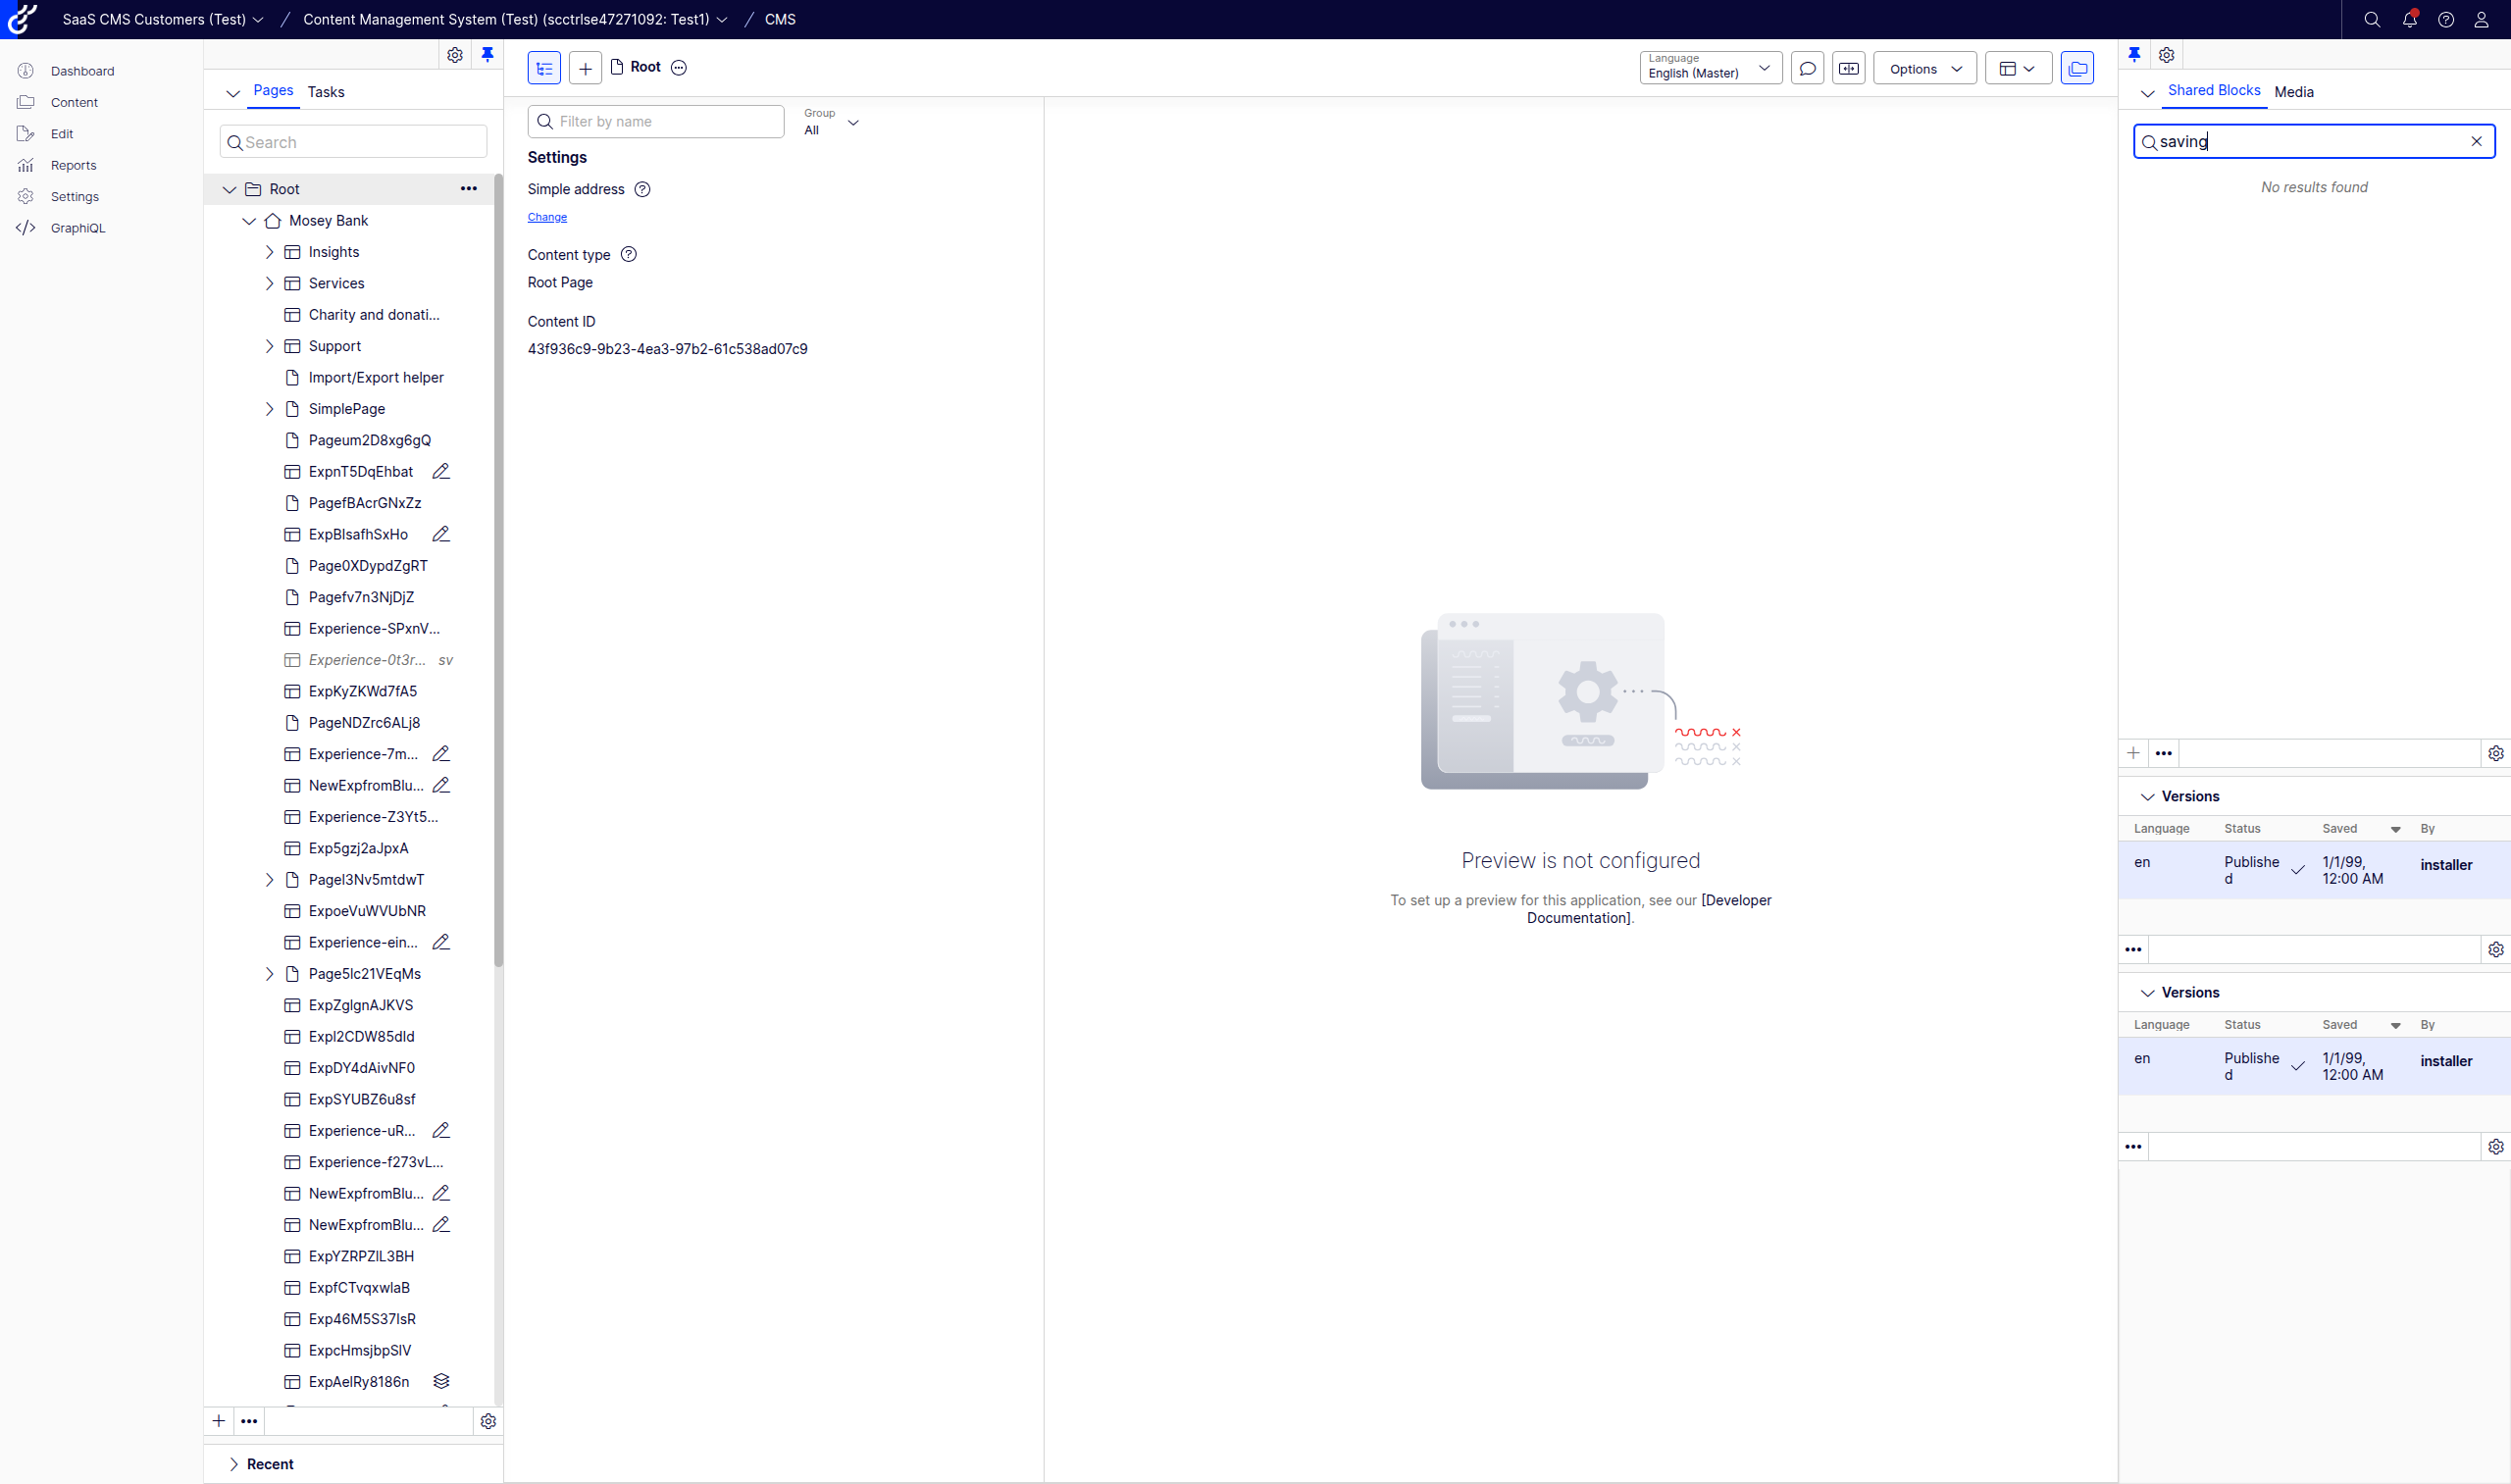 SaaS CMS Customers (Test) / Content Management System (Test) (scctrlse47271092: Test1) / CMS
Dashboard
Content
Edit
Reports
Settings
GraphiQL
Pages Tasks
Search
Root
Mosey Bank
Insights
Services
Charity and donati...
Support
Import/Export helper
SimplePage
Pageum2D8xg6gQ
ExpnT5DqEhbat
PagefBAcrGNxZz
ExpBlsafhSxHo
Page0XDypdZgRT
Pagefv7n3NjDjZ
Experience-SPxnV...
Experience-0t3r... sv
ExpKyZKWd7fA5
PageNDZrc6ALj8
Experience-7m...
NewExpfromBlu...
Experience-Z3Yt5...
Exp5gzj2aJpxA
PageI3Nv5mtdwT
ExpoeVuWVUbNR
Experience-ein...
Page5lc21VEqMs
ExpZglgnAJKVS
ExpI2CDW85dId
ExpDY4dAivNF0
ExpSYUBZ6u8sf
Experience-uR...
Experience-f273vL...
NewExpfromBlu...
NewExpfromBlu...
ExpYZRPZIL3BH
ExpfCTvqxwlaB
Exp46M5S37IsR
ExpcHmsjbpSIV
ExpAelRy8186n
Recent
Root
Language
English (Master)
Options
Filter by name
Group
All
Settings
Simple address
Change
Content type
Root Page
Content ID
43f936c9-9b23-4ea3-97b2-61c538ad07c9
Preview is not configured
To set up a preview for this application, see our [Developer
Documentation].
Shared Blocks Media
saving
No results found
Versions
Language Status Saved By
en Publishe 1/1/99, installer
d 12:00 AM
Versions
Language Status Saved By
en Publishe 1/1/99, installer
d 12:00 AM